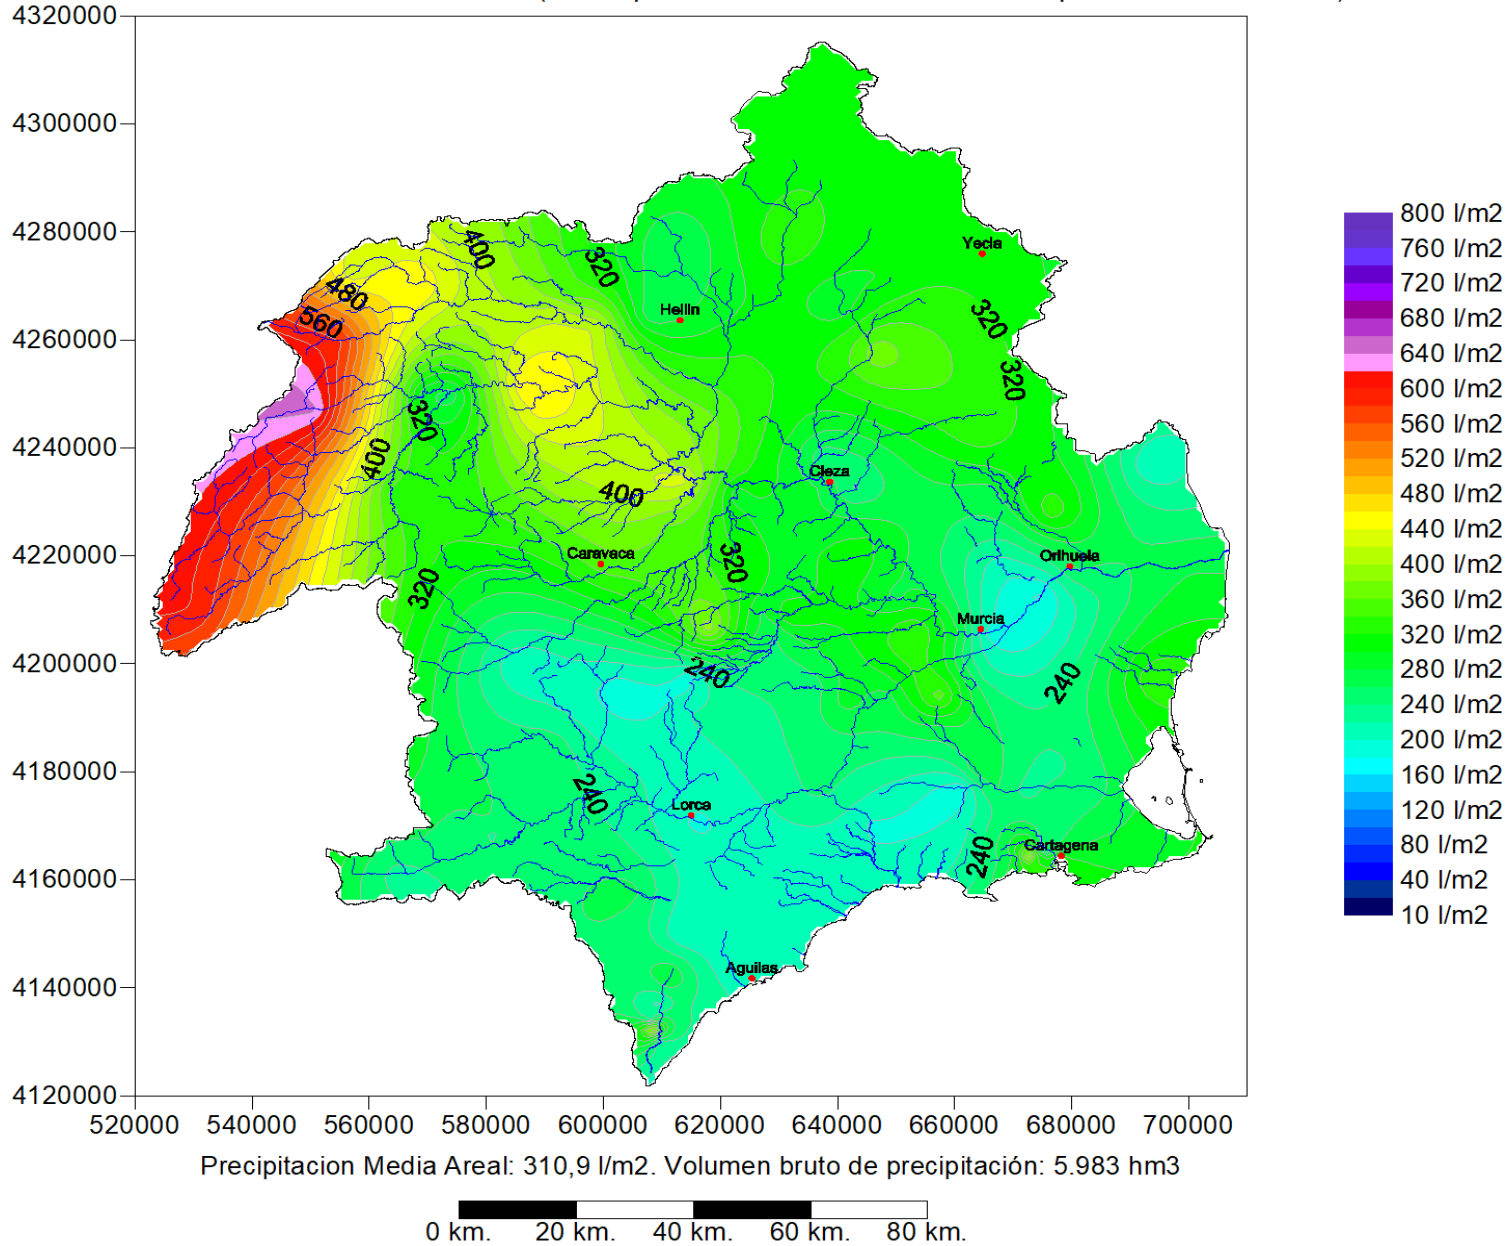 4320000
4300000
4280000
4260000
4240000
4220000
4200000
4180000
4160000
4140000
4120000
520000 540000 560000 580000 600000 620000 640000 660000 680000 700000
400
320
480
560
320
400
400
320
320
320
320
240
240
240
240
Yecla
Hellin
Cieza
Caravaca
Orihuela
Murcia
Lorca
Cartagena
Aguilas
800 l/m2
760 l/m2
720 l/m2
680 l/m2
640 l/m2
600 l/m2
560 l/m2
520 l/m2
480 l/m2
440 l/m2
400 l/m2
360 l/m2
320 l/m2
280 l/m2
240 l/m2
200 l/m2
160 l/m2
120 l/m2
80 l/m2
40 l/m2
10 l/m2
Precipitacion Media Areal: 310,9 l/m2. Volumen bruto de precipitación: 5.983 hm3
0 km. 20 km. 40 km. 60 km. 80 km.